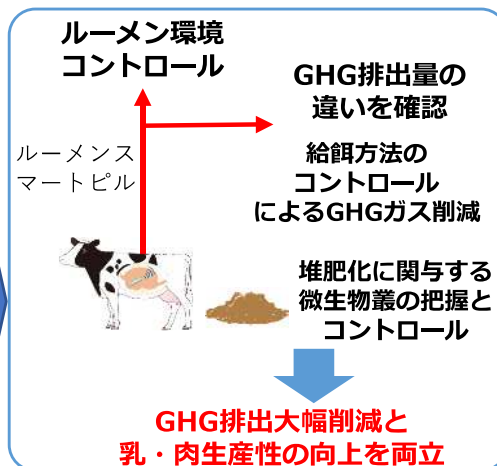 ルーメン環境
コントロール
GHG排出量の
違いを確認
ルーメンス
マートピル
給餌方法の
コントロール
によるGHGガス削減
堆肥化に関与する
微生物叢の把握と
コントロール
GHG排出大幅削減と
乳・肉生産性の向上を両立